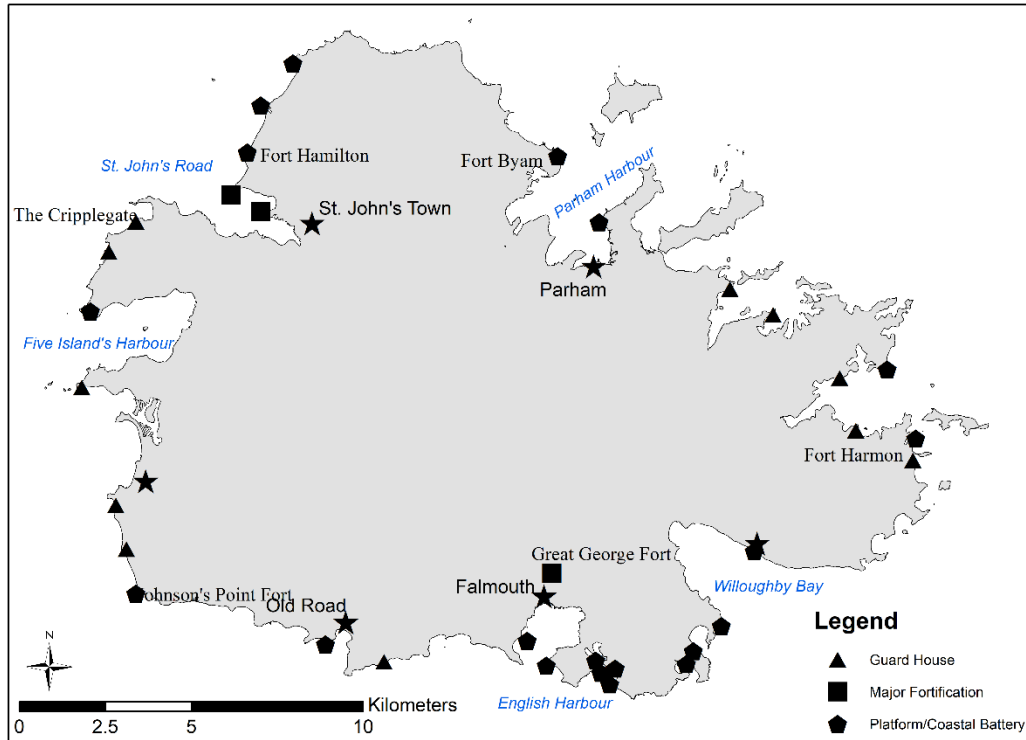 Fort Hamilton
St. John's Road
Fort Byam
Parham Harbour
The Cripplegate
St. John's Town
Parham
Five Island's Harbour
Fort Harmon
Great George Fort
Falmouth
Willoughby Bay
Johnson's Point Fort
Old Road
English Harbour
Legend
Guard House
Major Fortification
Platform/Coastal Battery
N
Kilometers
0 2.5 5 10